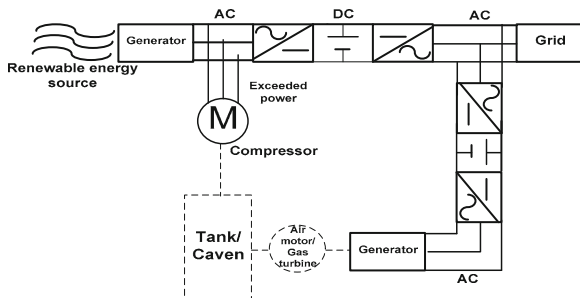 AC
DC
AC
Generator
Grid
Renewable energy
source
Exceeded
power
M
Compressor
Tank/
Caven
Air
motor/
Gas
turbine
Generator
AC